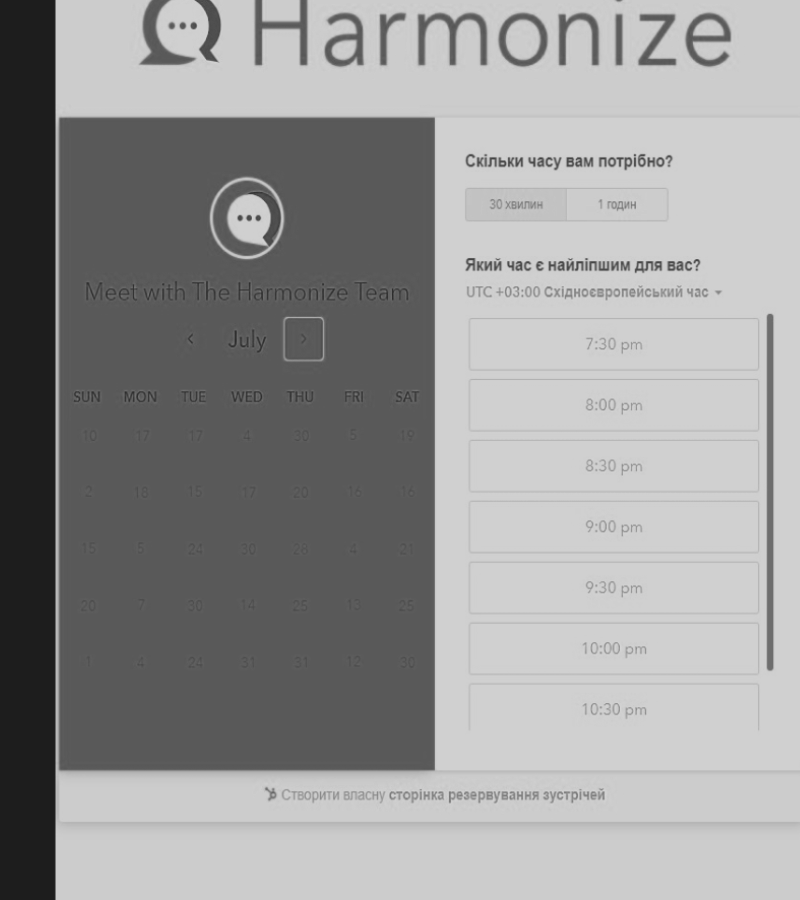 Harmonize
Meet with The Harmonize Team
July
SUN MON TUE WED THU FRI SAT
10 17 17 4 30 5 19
2 18 15 17 20 16 16
15 5 24 30 28 4 21
20 7 30 14 25 13 25
1 4 24 31 31 12 30
Скільки часу вам потрібно?
30 хвилин 1 годин
Який час є найліпшим для вас?
UTC +03:00 Східноєвропейський час
7:30 pm
8:00 pm
8:30 pm
9:00 pm
9:30 pm
10:00 pm
10:30 pm
Створити власну сторінка резервування зустрічей